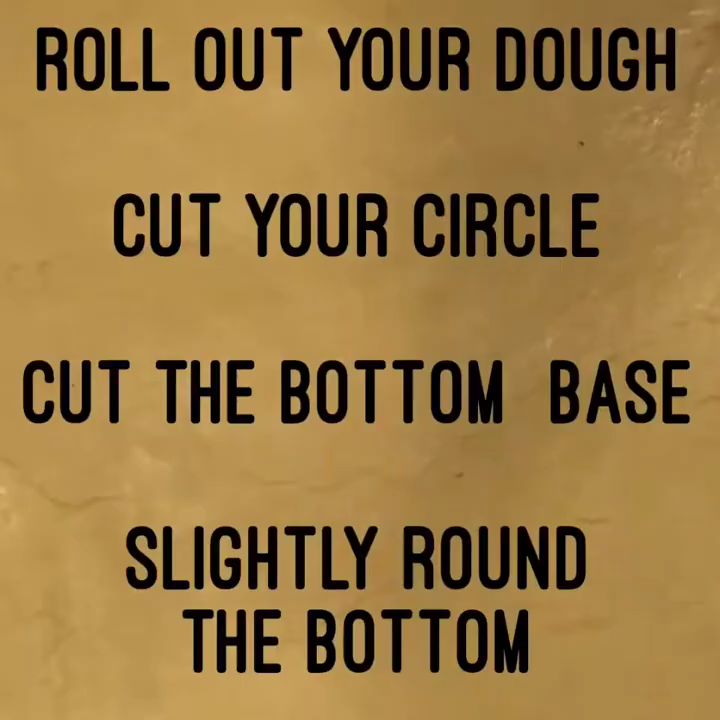 ROLL OUT YOUR DOUGH
CUT YOUR CIRCLE
CUT THE BOTTOM BASE
SLIGHTLY ROUND
THE BOTTOM